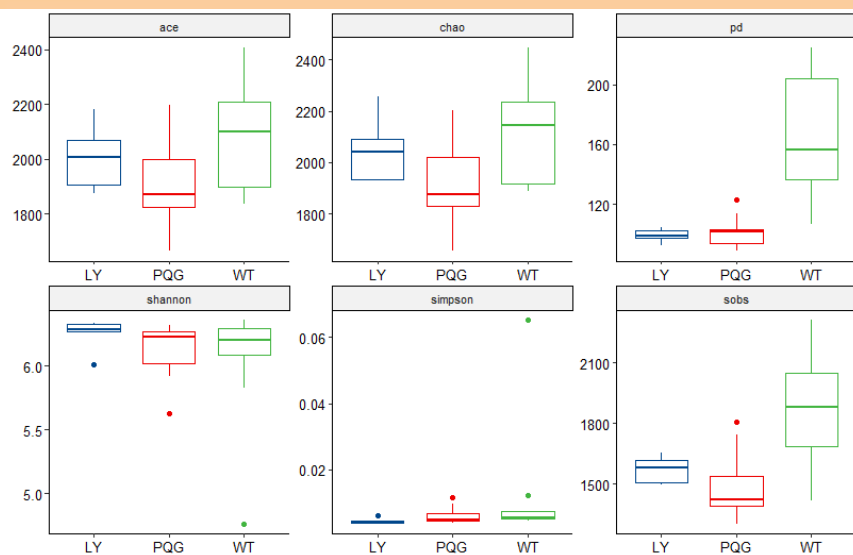 ace
chao
pd
2400
2200
2000
1800
2400
2200
2000
1800
200
160
120
LY
PQG
WT
LY
PQG
WT
LY
PQG
WT
shannon
simpson
sobs
6.0
5.5
5.0
0.06
0.04
0.02
2100
1800
1500
LY
PQG
WT
LY
PQG
WT
LY
PQG
WT